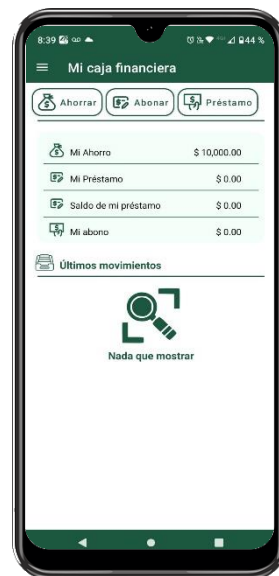 8:39 44 %
Mi caja financiera
Ahorrar Abonar Préstamo
Mi Ahorro $ 10,000.00
Mi Préstamo $ 0.00
Saldo de mi préstamo $ 0.00
Mi abono $ 0.00
Últimos movimientos
Nada que mostrar